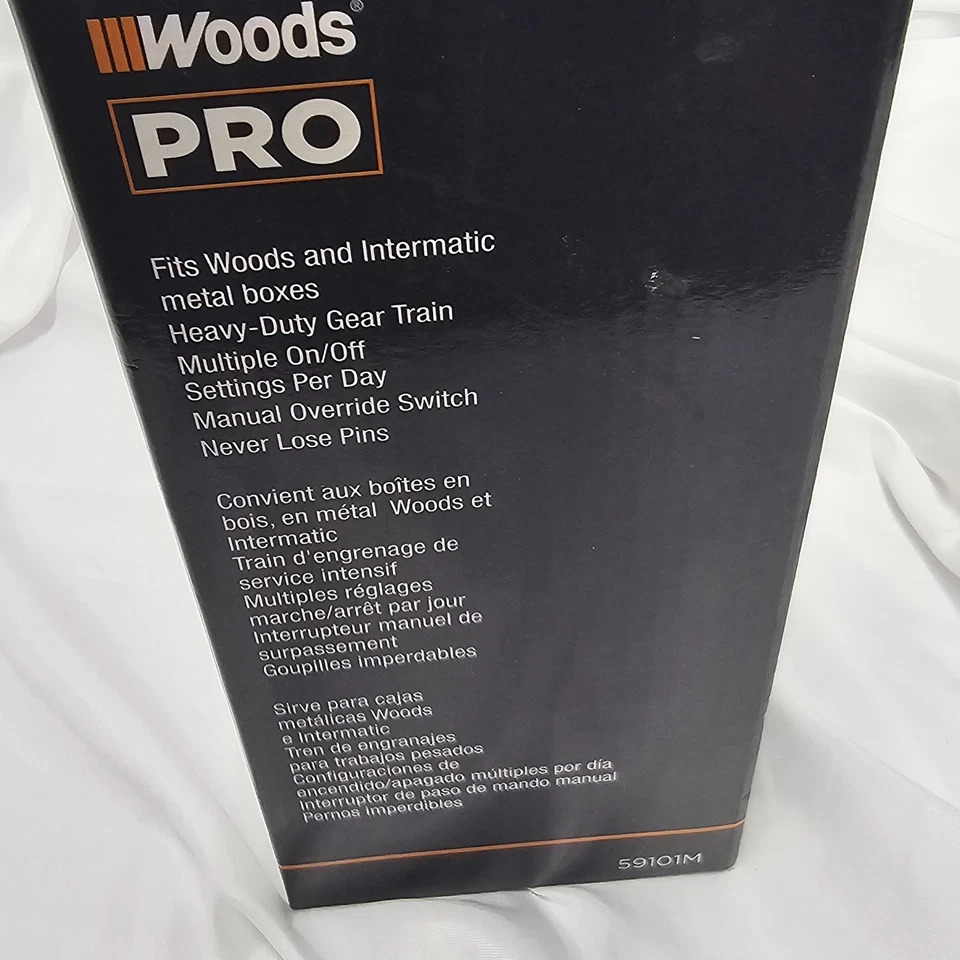 Woods®
PRO
Fits Woods and Intermatic
metal boxes
Heavy-Duty Gear Train
Multiple On/Off
Settings Per Day
Manual Override Switch
Never Lose Pins
Convient aux boîtes en
bois, en métal Woods et
Intermatic
Train d'engrenage de
service intensif
Multiples réglages
marche/arrêt par jour
Interrupteur manuel de
surpassement
Goupilles imperdables
Sirve para cajas
metálicas Woods
e Intermatic
Tren de engranajes
para trabajos pesados
Configuraciones de
encendido/apagado múltiples por día
Interruptor de paso de mando manual
Pernos imperdibles
59101M